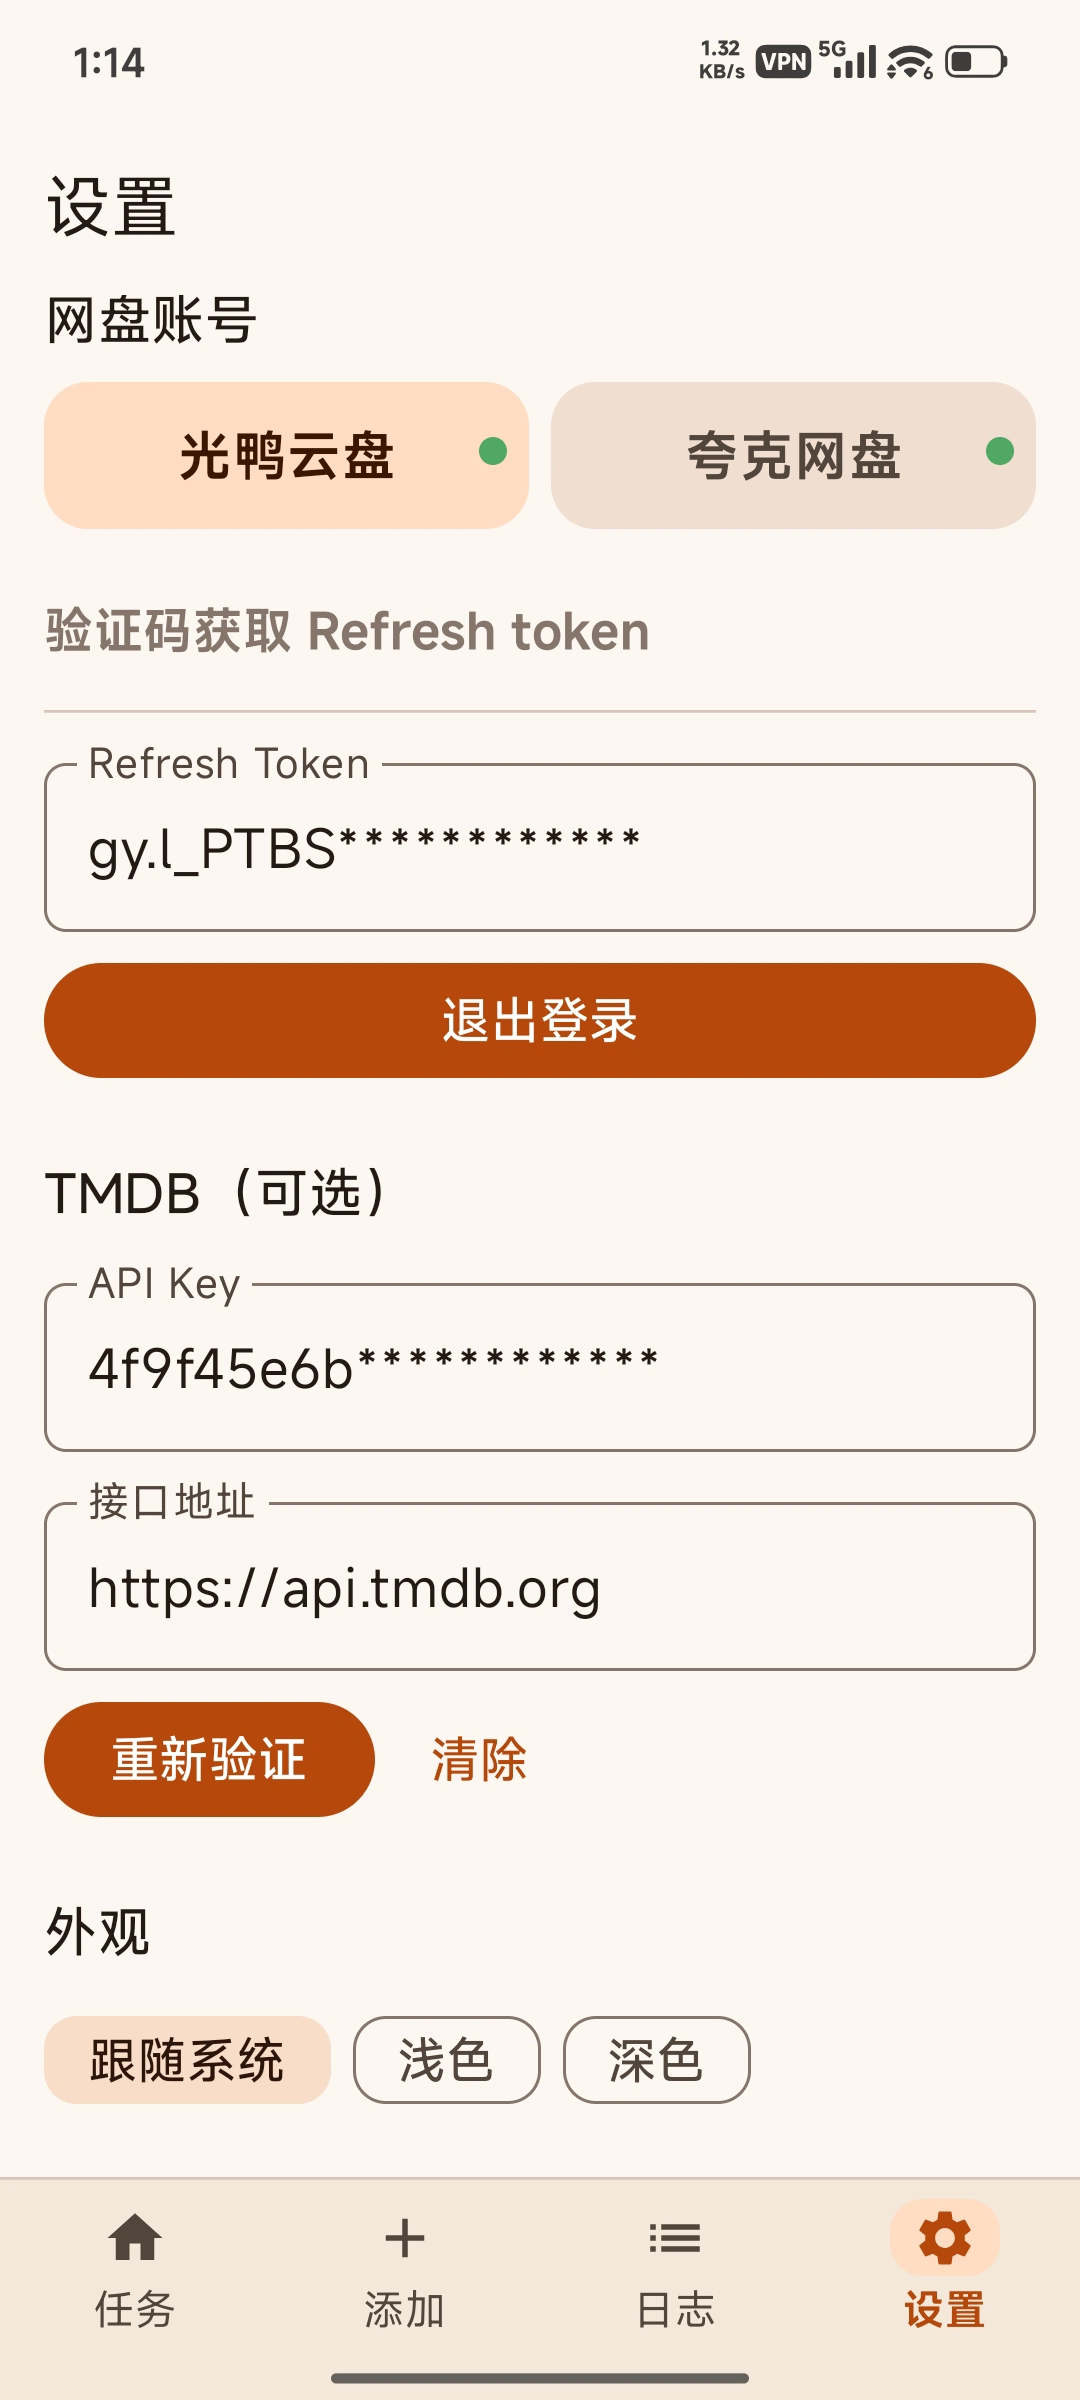 1:14
1.32
KB/s
VPN
5G
6
设置
网盘账号
光鸭云盘
夸克网盘
验证码获取 Refresh token
Refresh Token
gy.l_PTBS************
退出登录
TMDB（可选）
API Key
4f9f45e6b************
接口地址
https://api.tmdb.org
重新验证
清除
外观
跟随系统
浅色
深色
任务
添加
日志
设置